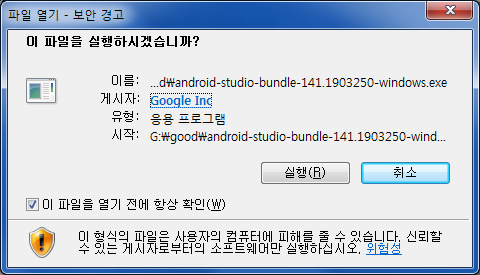 파일 열기 - 보안 경고
이 파일을 실행하시겠습니까?
이름: ...d₩android-studio-bundle-141.1903250-windows.exe
게시자: Google Inc
유형: 응용 프로그램
시작: G:₩good₩android-studio-bundle-141.1903250-wind...
실행(R) 취소
이 파일을 열기 전에 항상 확인(W)
이 형식의 파일은 사용자의 컴퓨터에 피해를 줄 수 있습니다. 신뢰할
수 있는 게시자로부터의 소프트웨어만 실행하십시오. 위험성